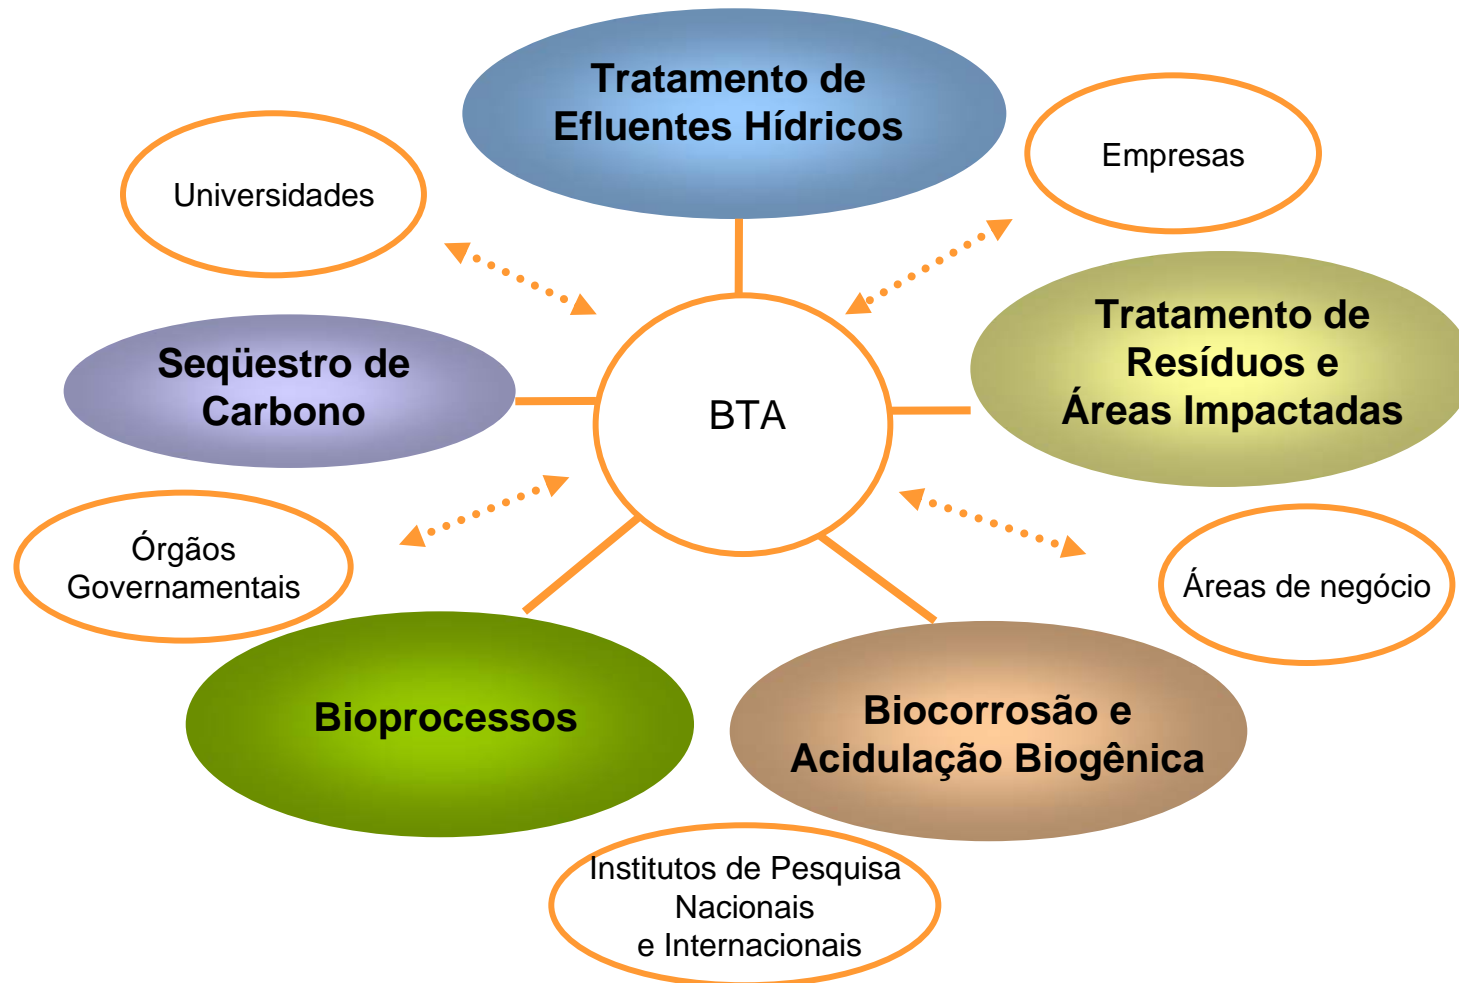 Tratamento de
Efluentes Hídricos
Empresas
Universidades
Tratamento de
Resíduos e
Áreas Impactadas
Seqüestro de
Carbono
BTA
Órgãos
Governamentais
Áreas de negócio
Bioprocessos
Biocorrosão e
Acidulação Biogênica
Institutos de Pesquisa
Nacionais
e Internacionais